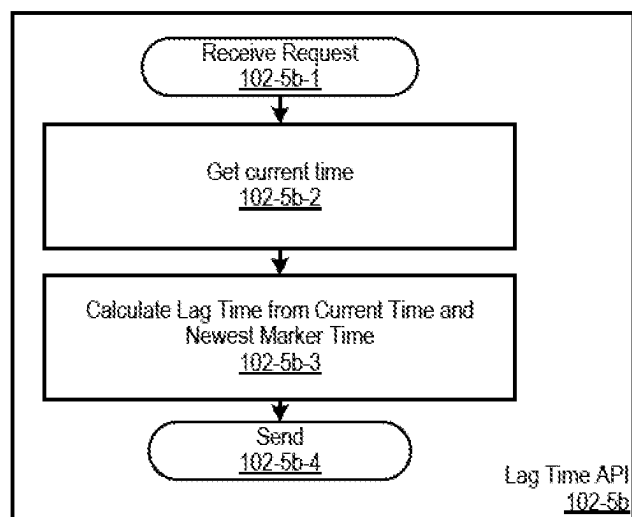 Receive Request
102-5b-1
Get current time
102-5b-2
Calculate Lag Time from Current Time and
Newest Marker Time
102-5b-3
Send
102-5b-4
Lag Time API
102-5b